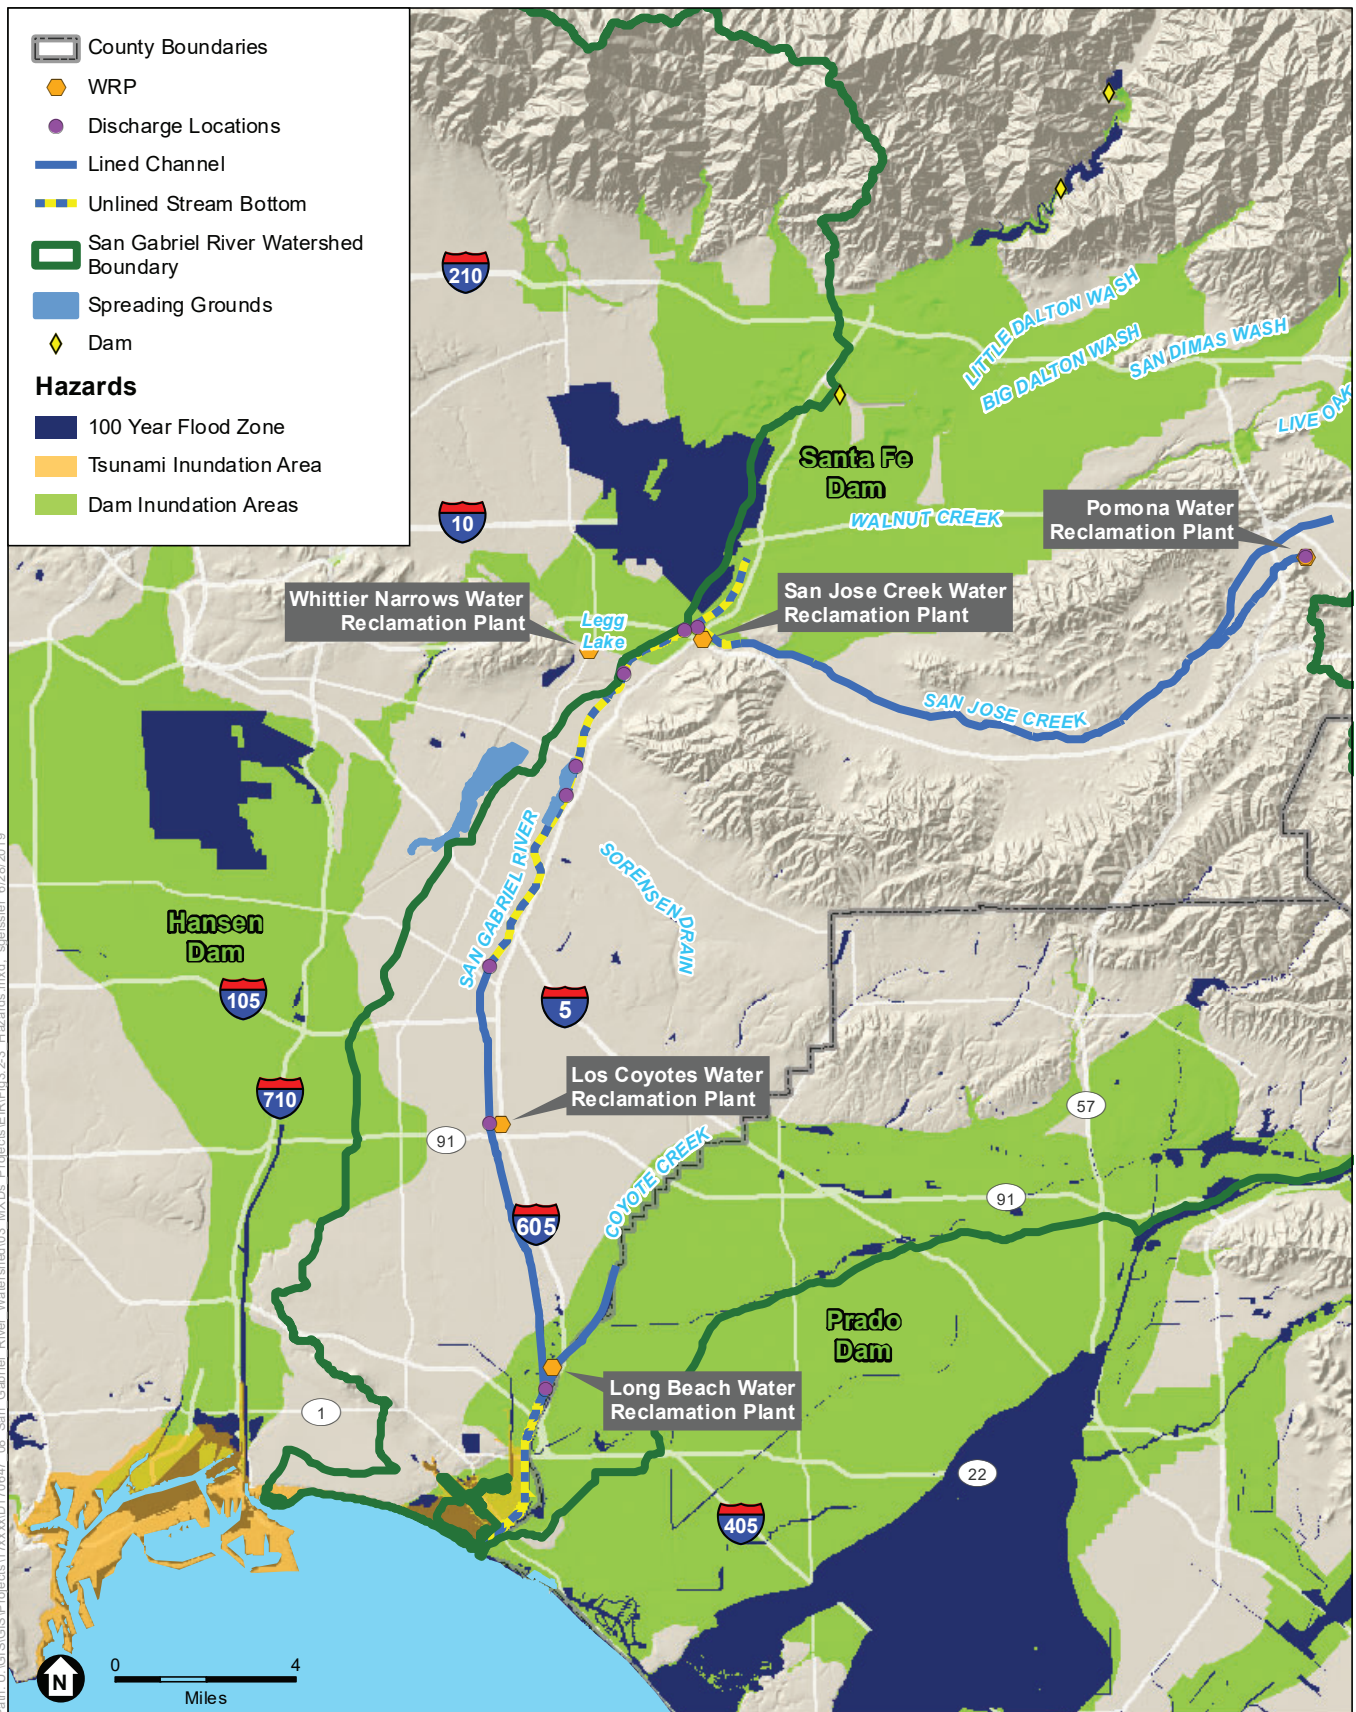 County Boundaries
WRP
Discharge Locations
Lined Channel
Unlined Stream Bottom
San Gabriel River Watershed
Boundary
Spreading Grounds
Dam
Hazards
100 Year Flood Zone
Tsunami Inundation Area
Dam Inundation Areas
210
LITTLE DALTON WASH
BIG DALTON WASH
SAN DIMAS WASH
LIVE OAK
Santa Fe
Dam
10
WALNUT CREEK
Pomona Water
Reclamation Plant
Whittier Narrows Water
Reclamation Plant
Legg
Lake
San Jose Creek Water
Reclamation Plant
SAN JOSE CREEK
SAN GABRIEL RIVER
SORENSEN DRAIN
Hansen
Dam
105
5
710
Los Coyotes Water
Reclamation Plant
57
91
COYOTE CREEK
91
605
Prado
Dam
Long Beach Water
Reclamation Plant
1
22
405
N
0 4
Miles